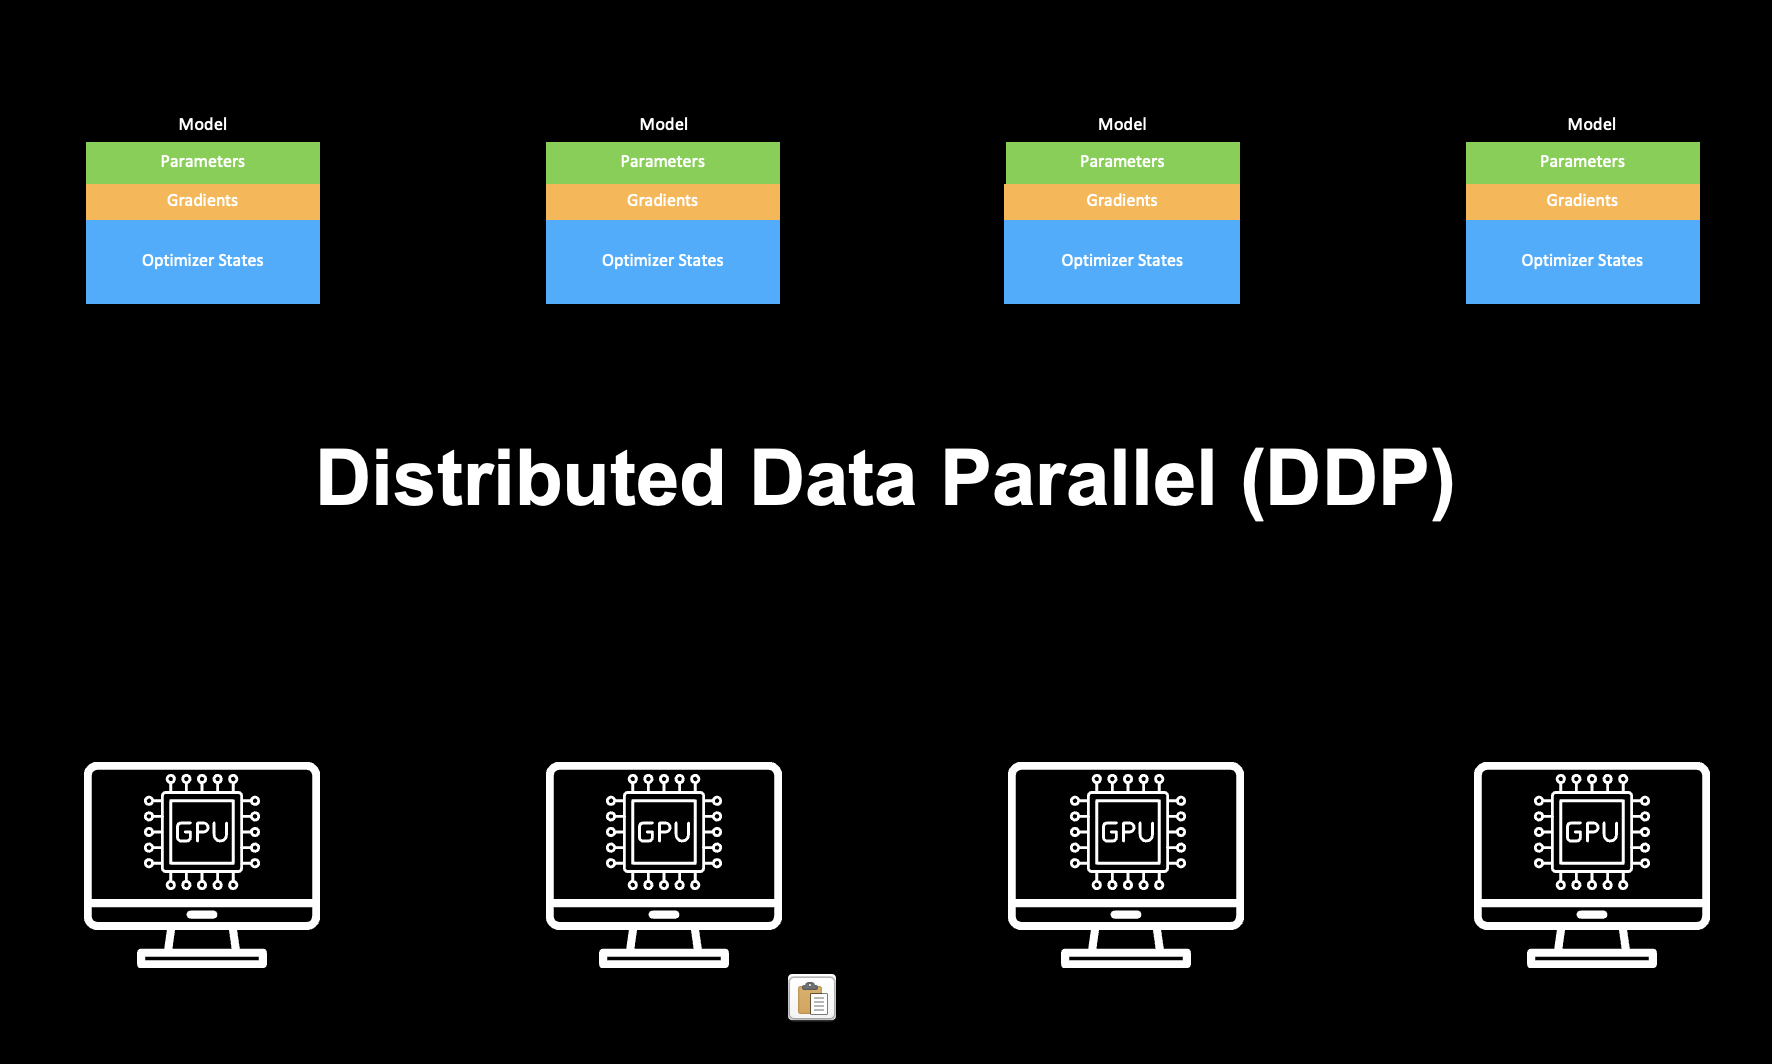 Model
Model
Model
Model
Parameters
Parameters
Parameters
Parameters
Gradients
Gradients
Gradients
Gradients
Optimizer States
Optimizer States
Optimizer States
Optimizer States
Distributed Data Parallel (DDP)
GPU
GPU
GPU
GPU